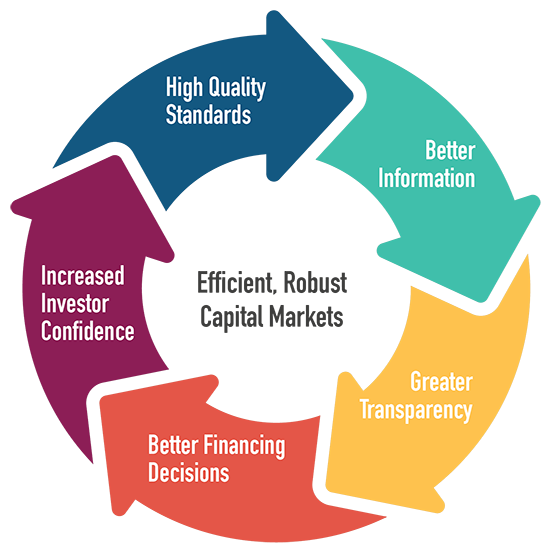 High Quality
Standards
Better
Information
Greater
Transparency
Better Financing
Decisions
Increased
Investor
Confidence
Efficient, Robust
Capital Markets